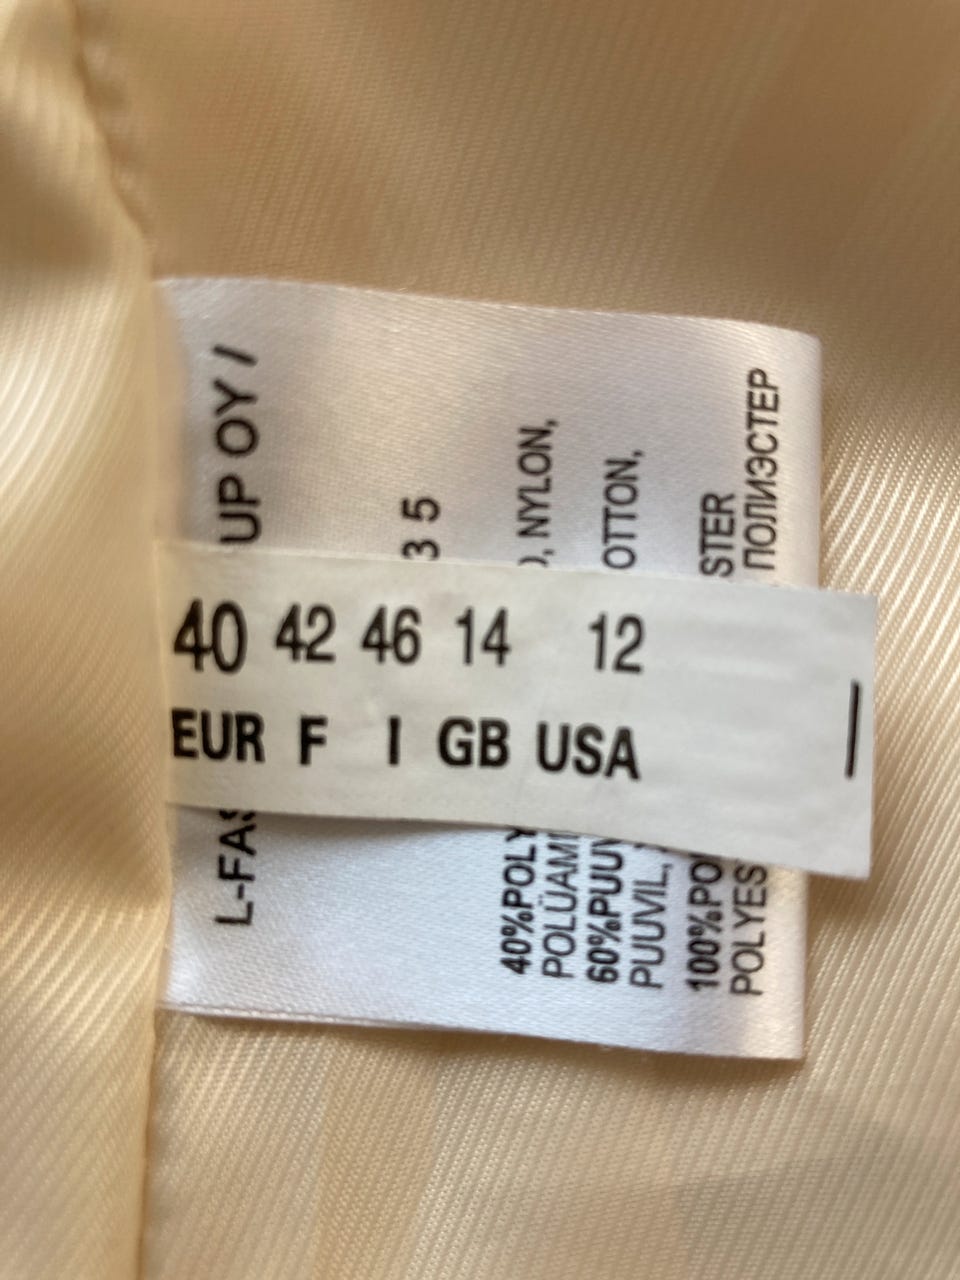 40 42 46 14 12
EUR F I GB USA
L-FAS UP OY /
3 5
40%POLY , NYLON,
POLÜAMI
60%PUUV OTTON,
PUUVIL,
100%PO STER
POLYES ПОЛИЭСТЕР